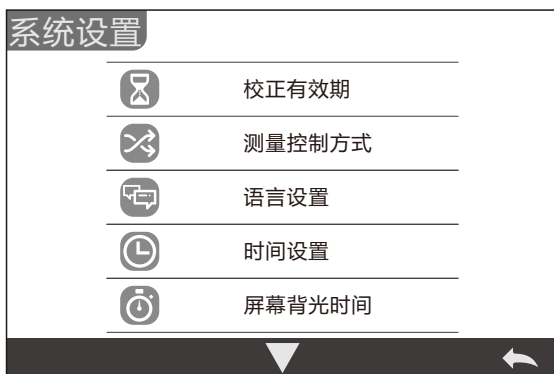 系统设置
校正有效期
测量控制方式
语言设置
时间设置
屏幕背光时间